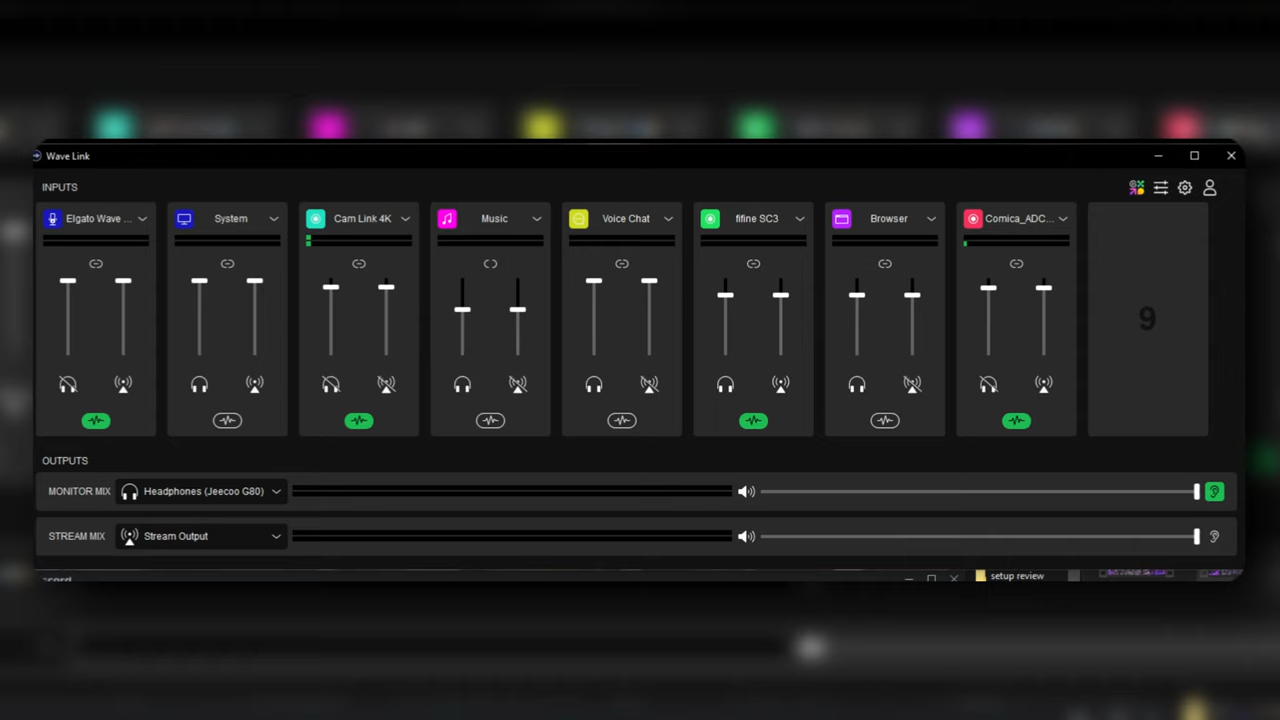 Wave Link
INPUTS
Elgato Wave ...
System
Cam Link 4K
Music
Voice Chat
fifine SC3
Browser
Comica_ADC...
9
OUTPUTS
MONITOR MIX
Headphones (Jeecoo G80)
STREAM MIX
Stream Output
setup review